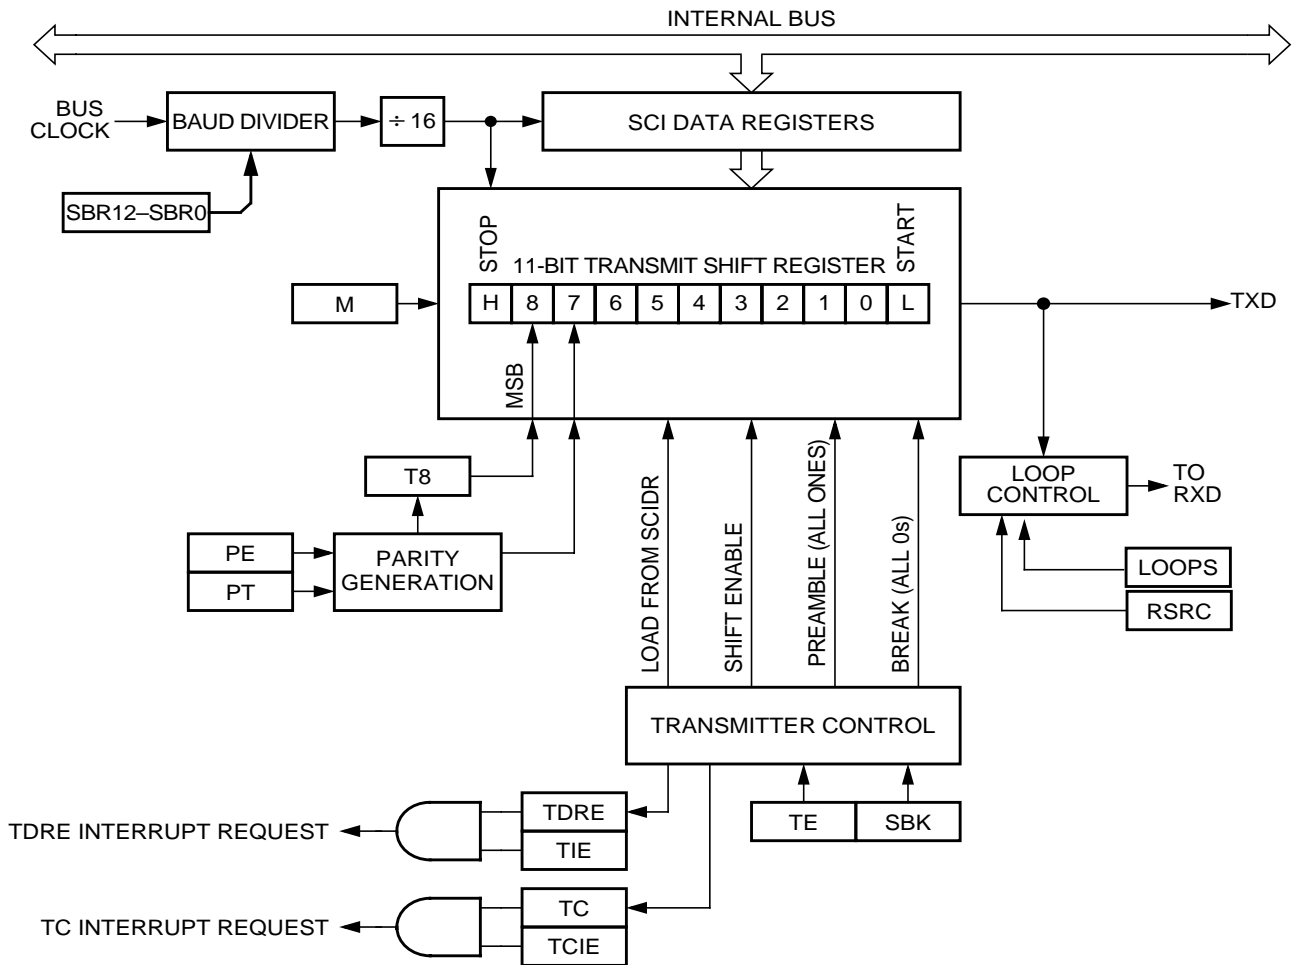 INTERNAL BUS
BUS
CLOCK
BAUD DIVIDER
÷ 16
SCI DATA REGISTERS
SBR12–SBR0
STOP
11-BIT TRANSMIT SHIFT REGISTER
START
M
H 8 7 6 5 4 3 2 1 0 L
TXD
MSB
T8
LOOP
CONTROL
TO
RXD
PE
PT
PARITY
GENERATION
LOAD FROM SCIDR
SHIFT ENABLE
PREAMBLE (ALL ONES)
BREAK (ALL 0s)
LOOPS
RSRC
TRANSMITTER CONTROL
TDRE INTERRUPT REQUEST
TDRE
TIE
TE
SBK
TC INTERRUPT REQUEST
TC
TCIE